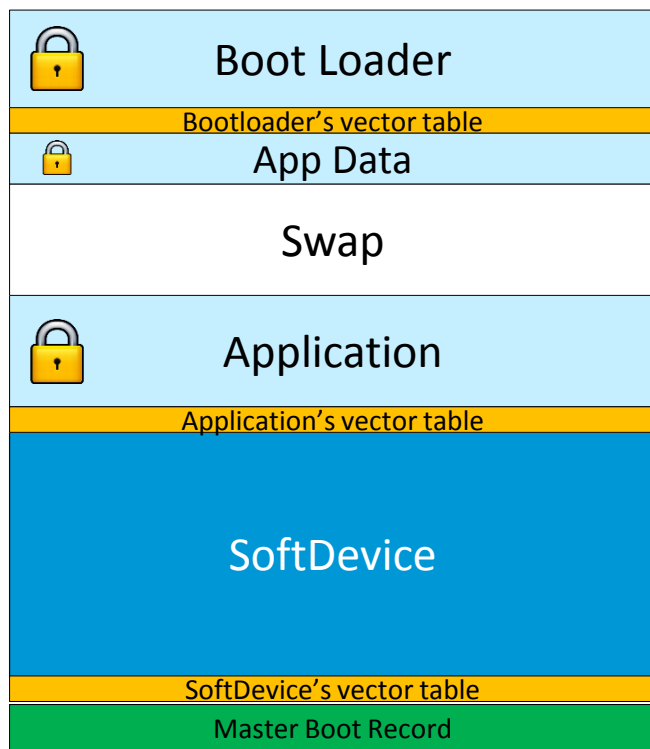 Boot Loader
Bootloader's vector table
App Data
Swap
Application
Application's vector table
SoftDevice
SoftDevice's vector table
Master Boot Record